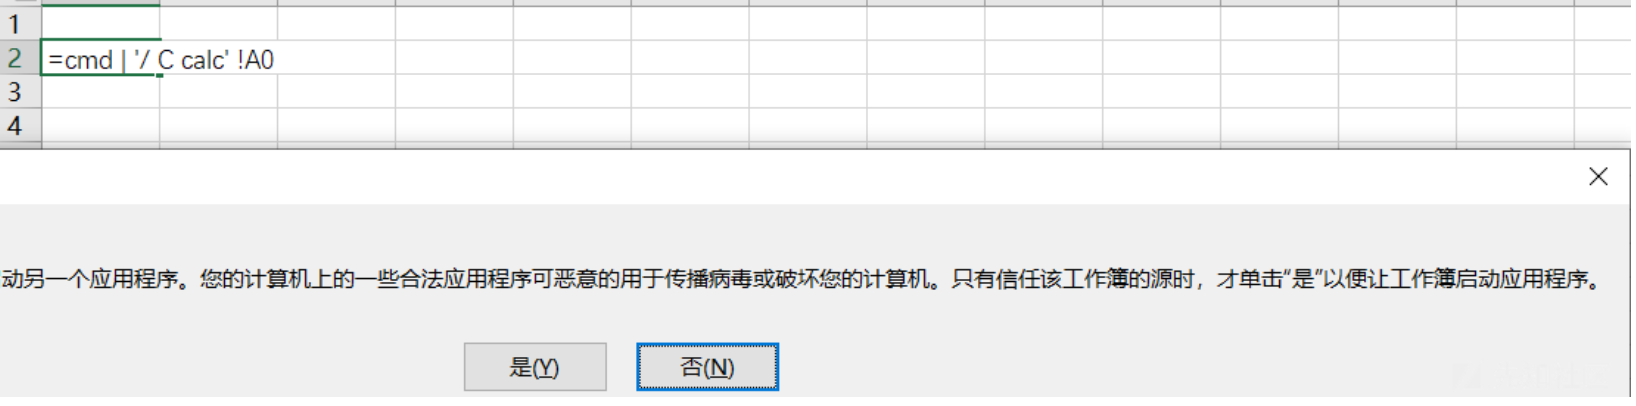 1
2 =cmd | '/ C calc' !A0
3
4
动另一个应用程序。您的计算机上的一些合法应用程序可恶意的用于传播病毒或破坏您的计算机。只有信任该工作簿的源时，才单击“是”以便让工作簿启动应用程序。
是(Y) 否(N)